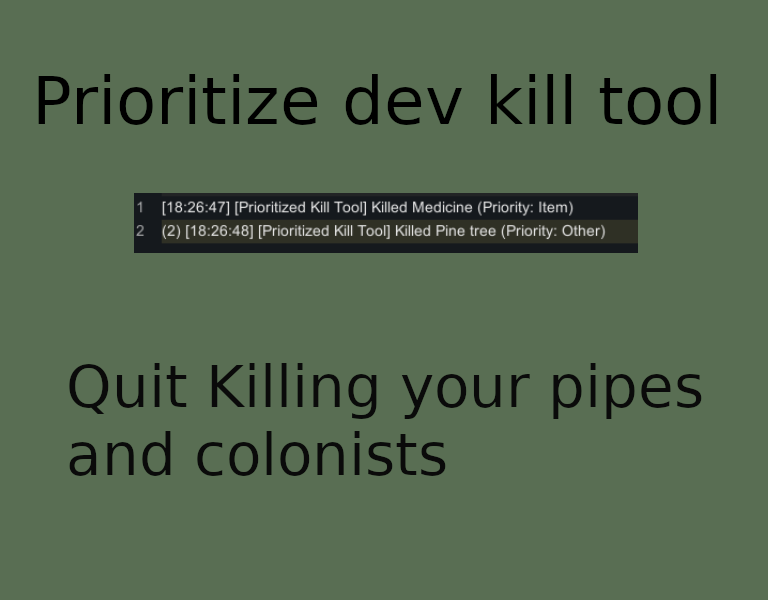 Prioritize dev kill tool
1 [18:26:47] [Prioritized Kill Tool] Killed Medicine (Priority: Item)
2 (2) [18:26:48] [Prioritized Kill Tool] Killed Pine tree (Priority: Other)
Quit Killing your pipes
and colonists